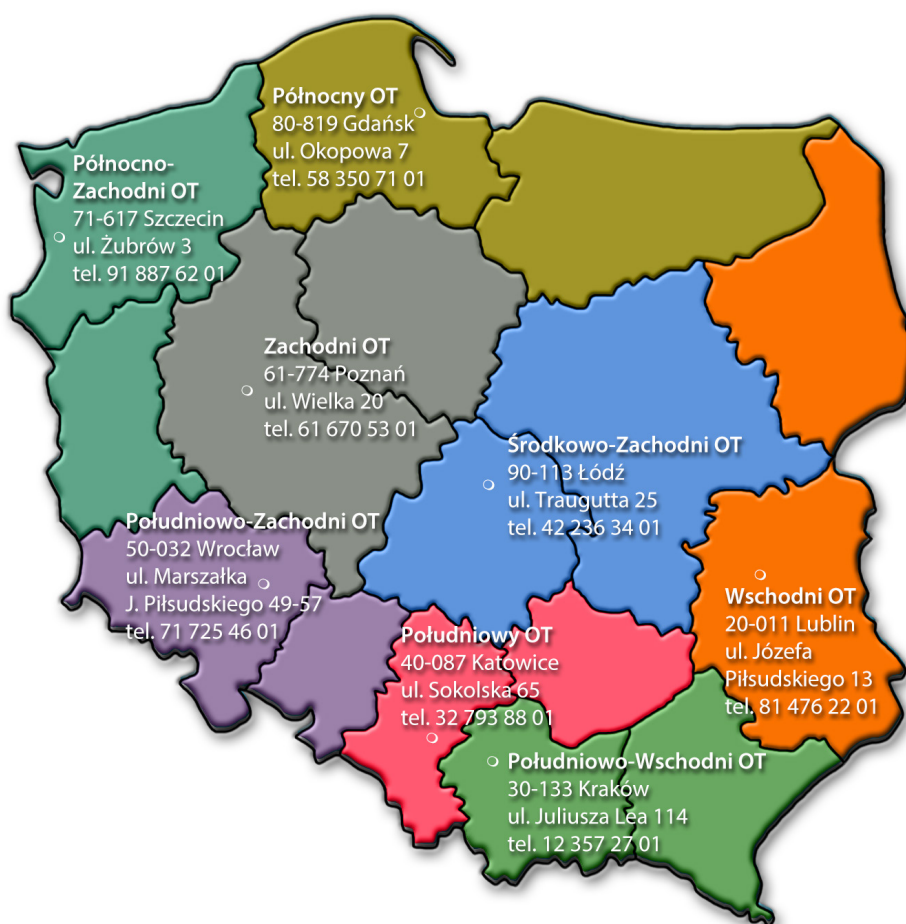 Północny OT
80-819 Gdańsk
ul. Okopowa 7
tel. 58 350 71 01
Północno-
Zachodni OT
71-617 Szczecin
ul. Żubrów 3
tel. 91 887 62 01
Zachodni OT
61-774 Poznań
ul. Wielka 20
tel. 61 670 53 01
Środkowo-Zachodni OT
90-113 Łódź
ul. Traugutta 25
tel. 42 236 34 01
Południowo-Zachodni OT
50-032 Wrocław
ul. Marszałka
J. Piłsudskiego 49-57
tel. 71 725 46 01
Wschodni OT
20-011 Lublin
ul. Józefa
Piłsudskiego 13
tel. 81 476 22 01
Południowy OT
40-087 Katowice
ul. Sokolska 65
tel. 32 793 88 01
Południowo-Wschodni OT
30-133 Kraków
ul. Juliusza Lea 114
tel. 12 357 27 01